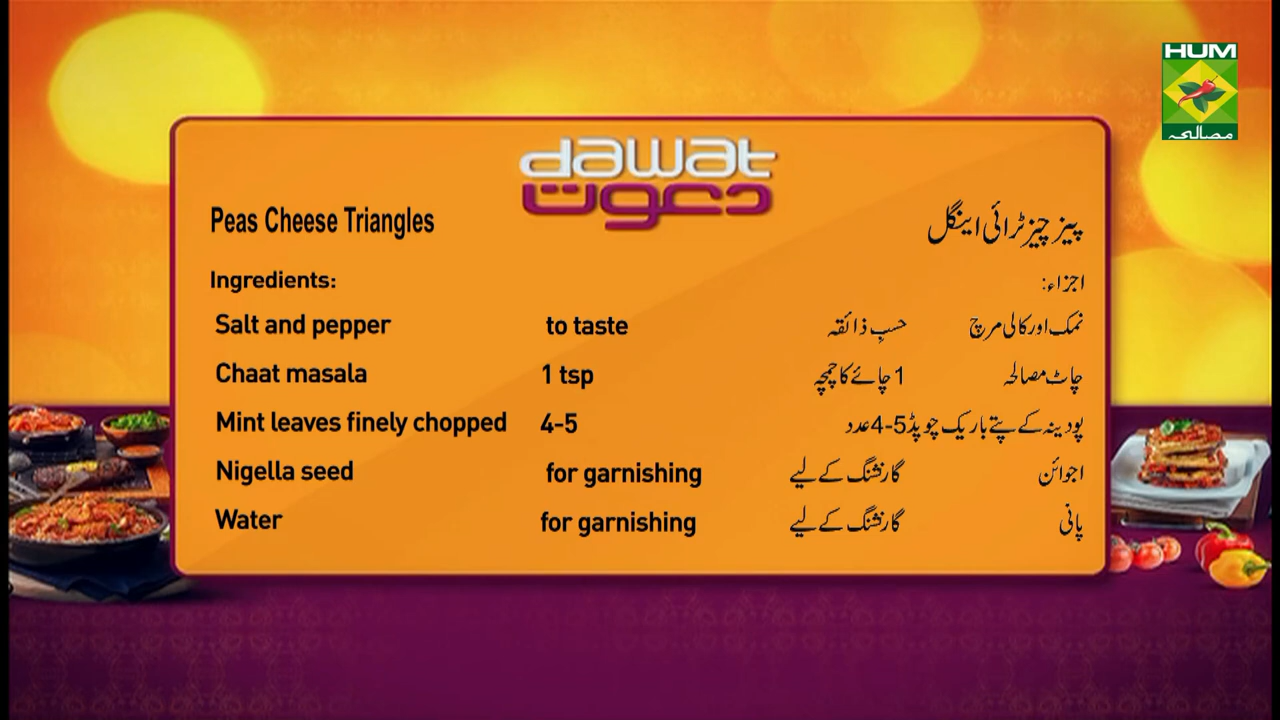 HUM
مصالحہ
dawat
دعوت
Peas Cheese Triangles پیز چیز ٹرائی اینگل
Ingredients: اجزاء:
Salt and pepper to taste نمک اور کالی مرچ حسبِ ذائقہ
Chaat masala 1 tsp چاٹ مصالحہ 1 چائے کا چمچہ
Mint leaves finely chopped 4-5 پودینہ کے پتے باریک چوپڈ 5-4 عدد
Nigella seed for garnishing اجوائن گارنشنگ کے لیے
Water for garnishing پانی گارنشنگ کے لیے